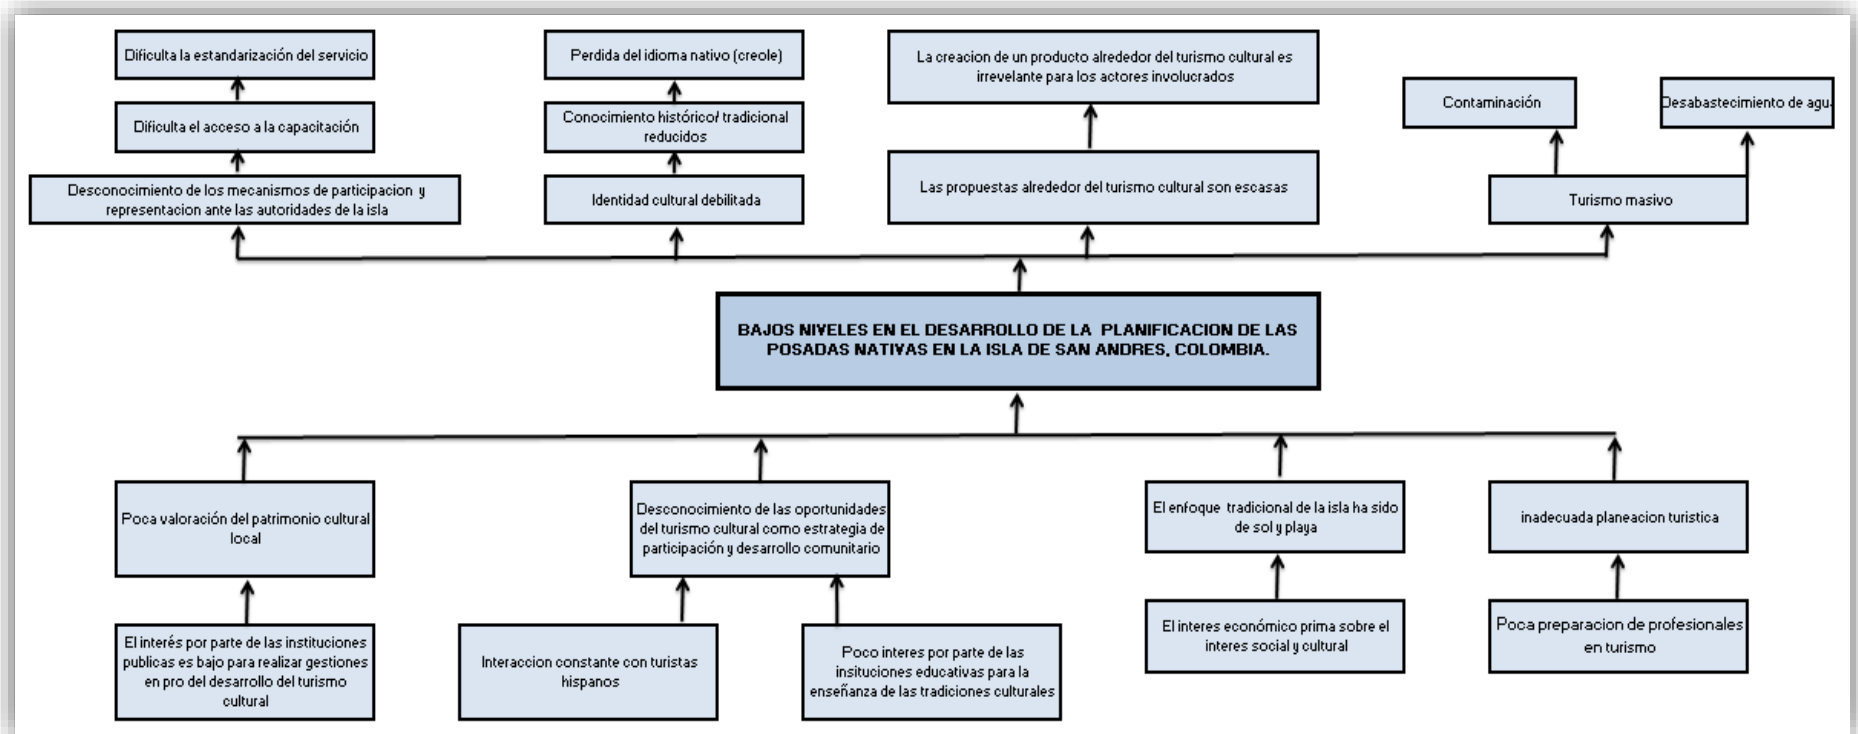 Dificulta la estandarización del servicio
Perdida del idioma nativo (creole)
La creacion de un producto alrededor del turismo cultural es
irrevelante para los actores involucrados
Contaminación
Desabastecimiento de agu
Dificulta el acceso a la capacitación
Conocimiento histórico/ tradicional
reducidos
Desconocimiento de los mecanismos de participacion y
representacion ante las autoridades de la isla
Identidad cultural debilitada
Las propuestas alrededor del turismo cultural son escasas
Turismo masivo
BAJOS NIVELES EN EL DESARROLLO DE LA PLANIFICACION DE LAS
POSADAS NATIVAS EN LA ISLA DE SAN ANDRES, COLOMBIA.
Poca valoración del patrimonio cultural
local
Desconocimiento de las oportunidades
del turismo cultural como estrategia de
participación y desarrollo comunitario
El enfoque tradicional de la isla ha sido
de sol y playa
inadecuada planeacion turistica
El interés por parte de las instituciones
publicas es bajo para realizar gestiones
en pro del desarrollo del turismo
cultural
Interaccion constante con turistas
hispanos
Poco interes por parte de las
insituciones educativas para la
enseñanza de las tradiciones culturales
El interes económico prima sobre el
interes social y cultural
Poca preparacion de profesionales
en turismo